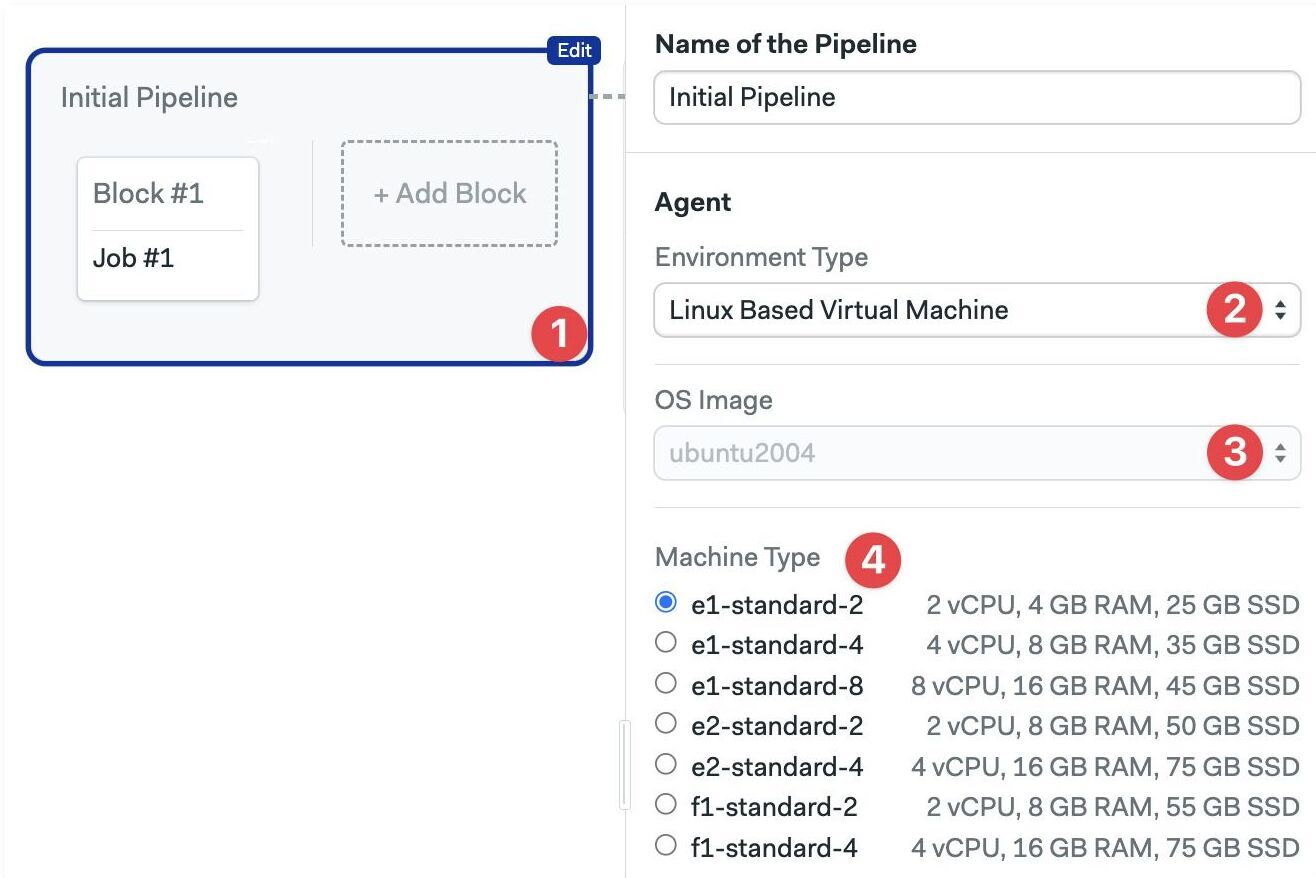 Edit
Initial Pipeline
Block #1
+ Add Block
Job #1
1
Name of the Pipeline
Initial Pipeline
Agent
Environment Type
Linux Based Virtual Machine 2
OS Image
ubuntu2004 3
Machine Type 4
e1-standard-2 2 vCPU, 4 GB RAM, 25 GB SSD
e1-standard-4 4 vCPU, 8 GB RAM, 35 GB SSD
e1-standard-8 8 vCPU, 16 GB RAM, 45 GB SSD
e2-standard-2 2 vCPU, 8 GB RAM, 50 GB SSD
e2-standard-4 4 vCPU, 16 GB RAM, 75 GB SSD
f1-standard-2 2 vCPU, 8 GB RAM, 55 GB SSD
f1-standard-4 4 vCPU, 16 GB RAM, 75 GB SSD